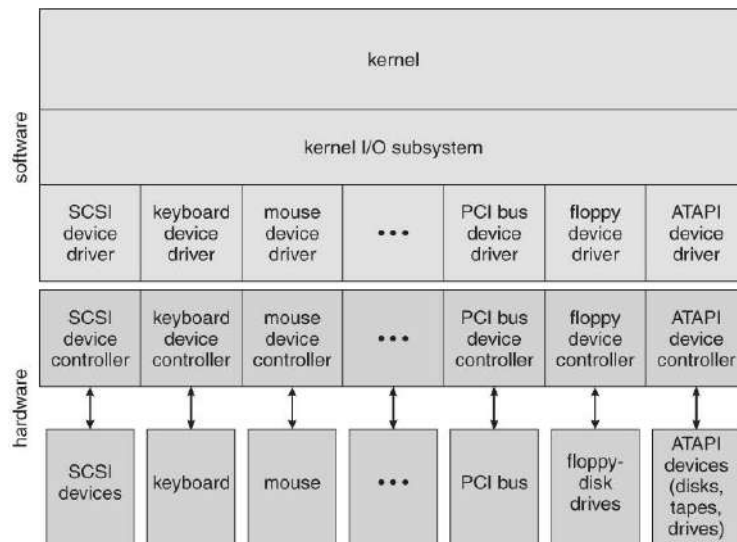 kernel
software
kernel I/O subsystem
SCSI
device
driver
keyboard
device
driver
mouse
device
driver
•••
PCI bus
device
driver
floppy
device
driver
ATAPI
device
driver
hardware
SCSI
device
controller
keyboard
device
controller
mouse
device
controller
•••
PCI bus
device
controller
floppy
device
controller
ATAPI
device
controller
SCSI
devices
keyboard
mouse
•••
PCI bus
floppy-
disk
drives
ATAPI
devices
(disks,
tapes,
drives)